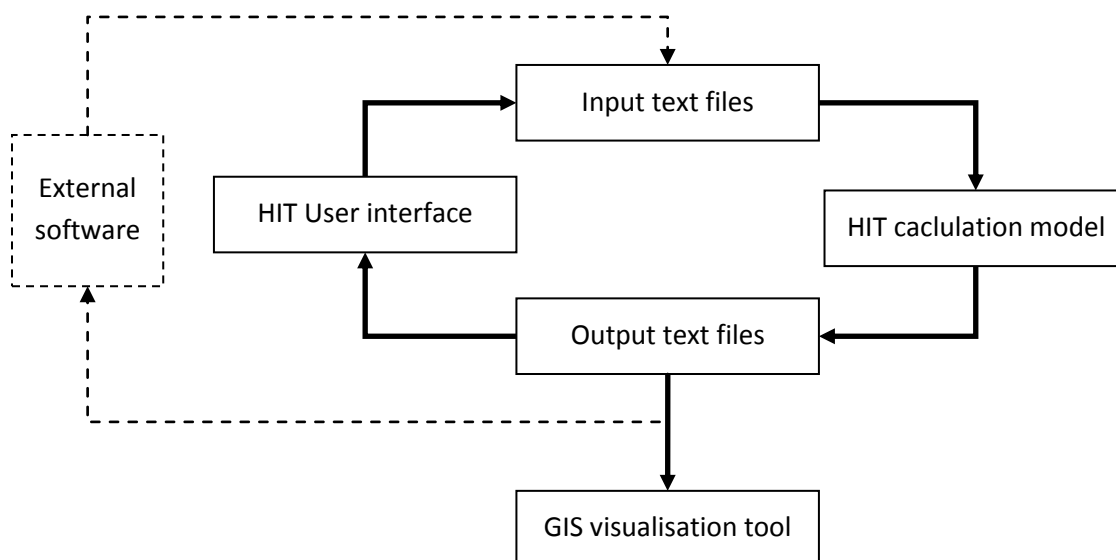 Input text files
External
software
HIT User interface
HIT caclulation model
Output text files
GIS visualisation tool